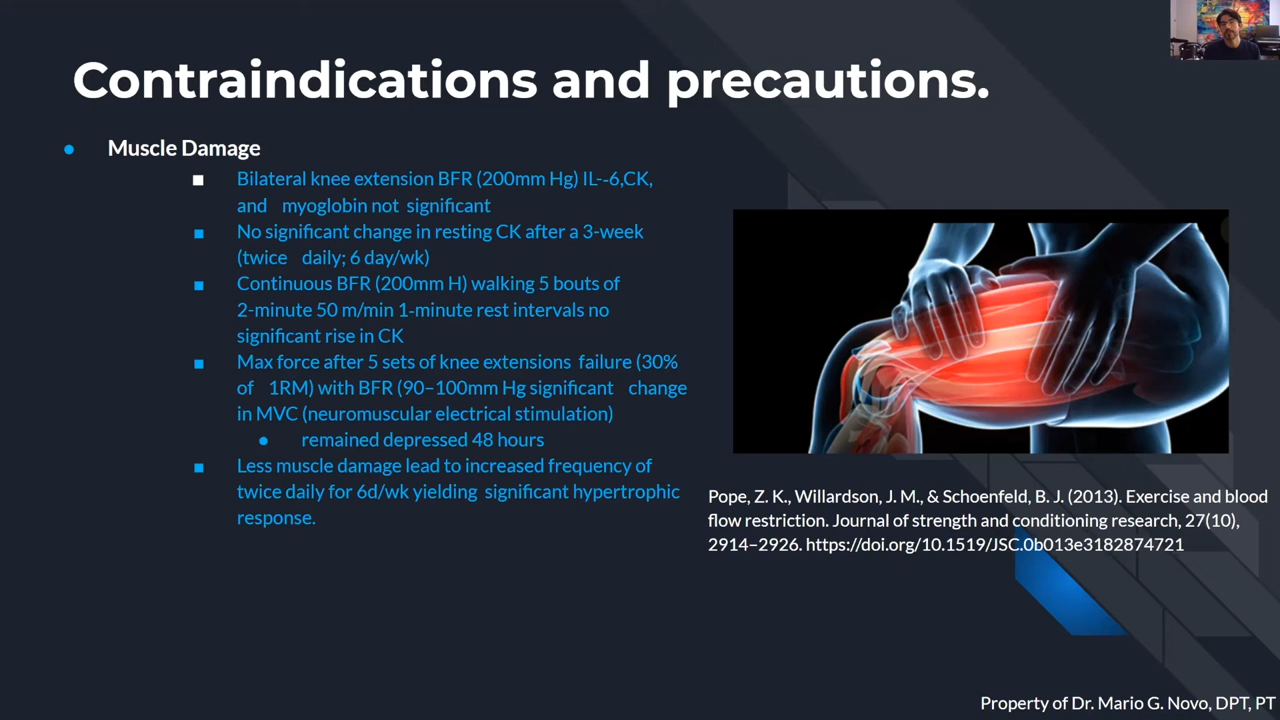 Contraindications and precautions.
● Muscle Damage
■ Bilateral knee extension BFR (200mm Hg) IL-‐6,CK,
and myoglobin not significant
■ No significant change in resting CK after a 3-week
(twice daily; 6 day/wk)
■ Continuous BFR (200mm H) walking 5 bouts of
2-minute 50 m/min 1-minute rest intervals no
significant rise in CK
■ Max force after 5 sets of knee extensions failure (30%
of 1RM) with BFR (90–100mm Hg significant change
in MVC (neuromuscular electrical stimulation)
● remained depressed 48 hours
■ Less muscle damage lead to increased frequency of
twice daily for 6d/wk yielding significant hypertrophic
response.
Pope, Z. K., Willardson, J. M., & Schoenfeld, B. J. (2013). Exercise and blood
flow restriction. Journal of strength and conditioning research, 27(10),
2914–2926. https://doi.org/10.1519/JSC.0b013e3182874721
Property of Dr. Mario G. Novo, DPT, PT